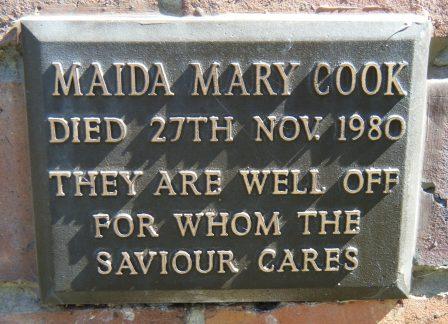 MAIDA MARY COOK
DIED 27TH NOV. 1980
THEY ARE WELL OFF
FOR WHOM THE
SAVIOUR CARES